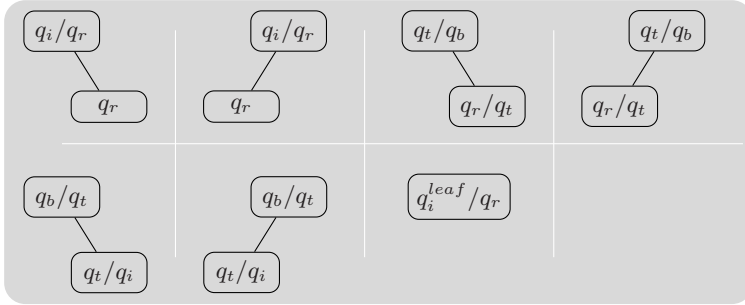 q_i/q_r q_i/q_r q_t/q_b q_t/q_b
q_r q_r q_r/q_t q_r/q_t
q_b/q_t q_b/q_t q_i^{leaf}/q_r
q_t/q_i q_t/q_i